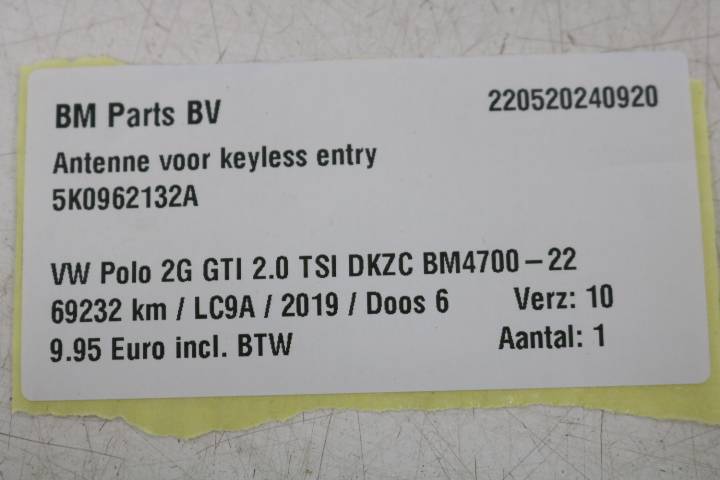 BM Parts BV 220520240920
Antenne voor keyless entry
5K0962132A
VW Polo 2G GTI 2.0 TSI DKZC BM4700-22
69232 km / LC9A / 2019 / Doos 6 Verz: 10
9.95 Euro incl. BTW Aantal: 1